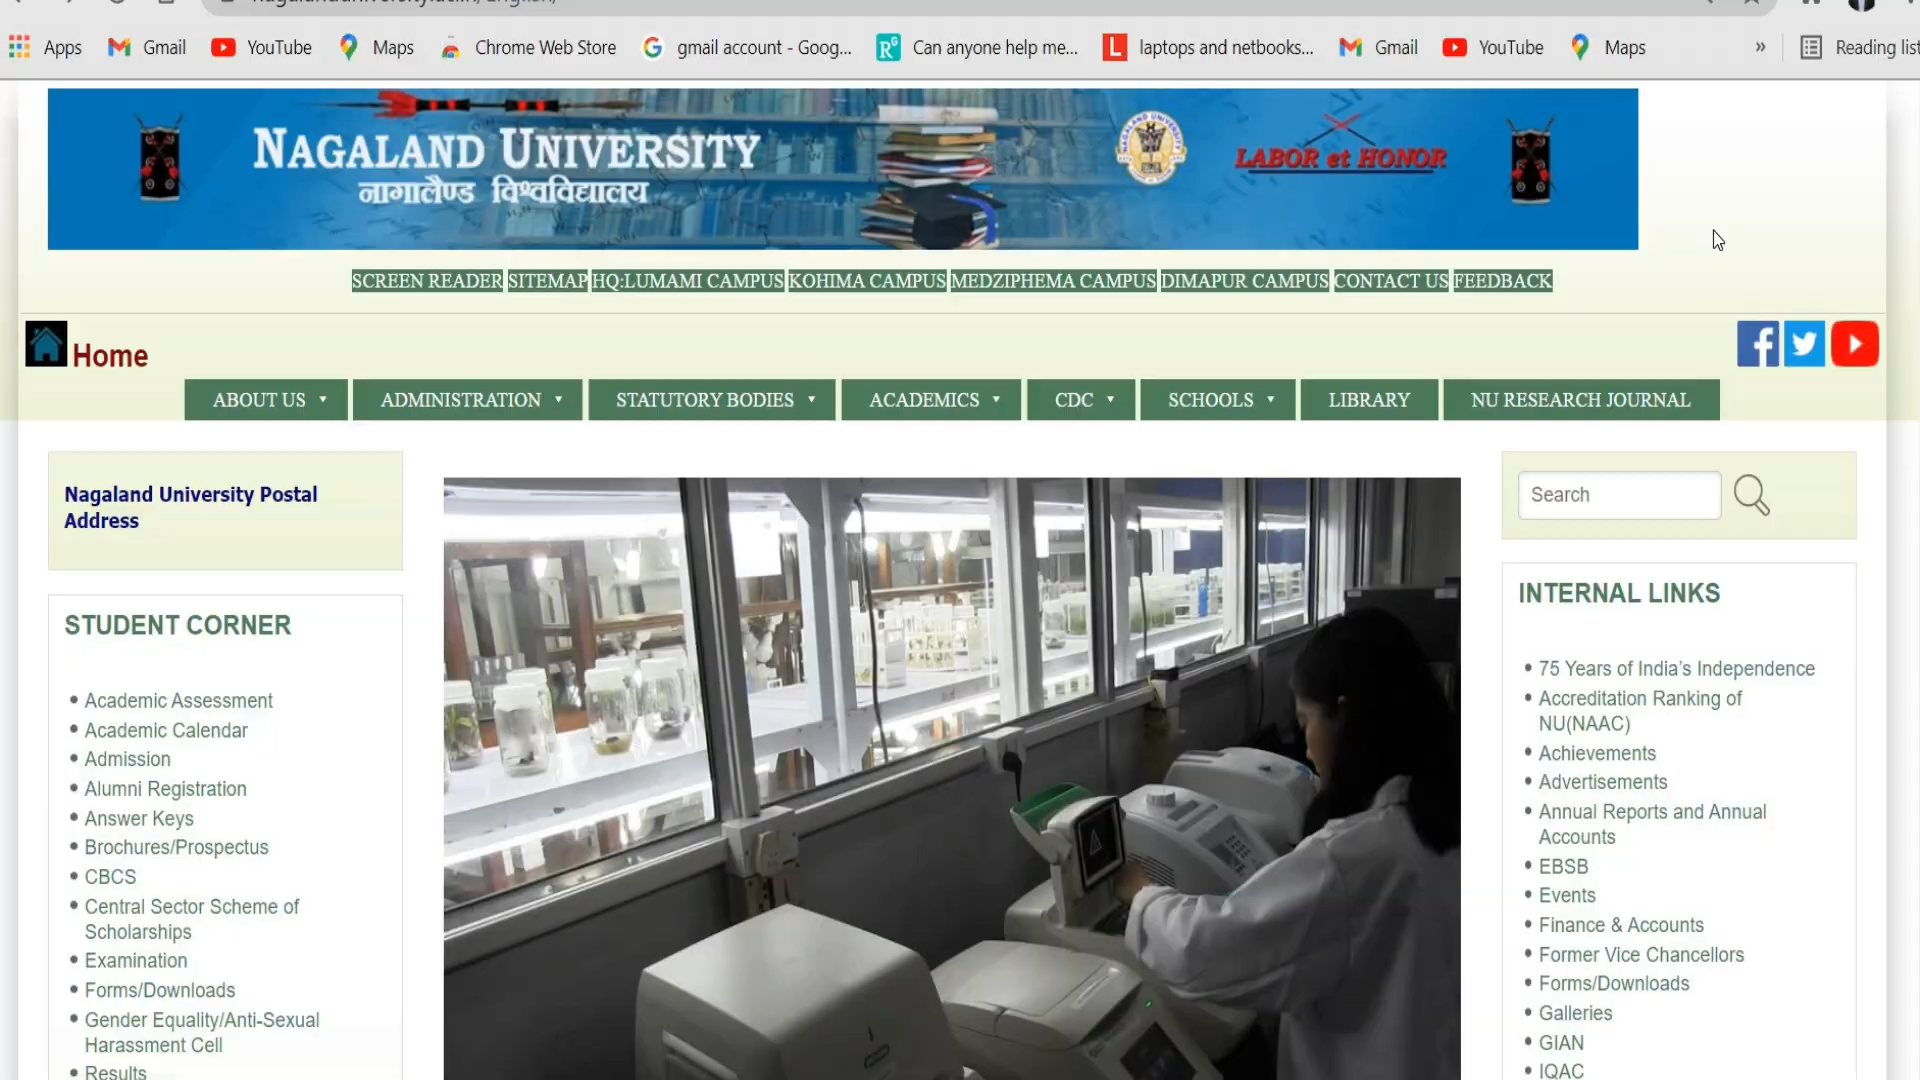 Apps Gmail YouTube Maps Chrome Web Store gmail account - Goog... Can anyone help me... laptops and netbooks... Gmail YouTube Maps » Reading list
NAGALAND UNIVERSITY
नागालैण्ड विश्वविद्यालय
NAGALAND UNIVERSITY
LABOR et HONOR
SCREEN READER SITEMAP HQ:LUMAMI CAMPUS KOHIMA CAMPUS MEDZIPHEMA CAMPUS DIMAPUR CAMPUS CONTACT US FEEDBACK
Home
ABOUT US ADMINISTRATION STATUTORY BODIES ACADEMICS CDC SCHOOLS LIBRARY NU RESEARCH JOURNAL
Nagaland University Postal
Address
STUDENT CORNER
Academic Assessment
Academic Calendar
Admission
Alumni Registration
Answer Keys
Brochures/Prospectus
CBCS
Central Sector Scheme of
Scholarships
Examination
Forms/Downloads
Gender Equality/Anti-Sexual
Harassment Cell
Results
Search
INTERNAL LINKS
75 Years of India’s Independence
Accreditation Ranking of
NU(NAAC)
Achievements
Advertisements
Annual Reports and Annual
Accounts
EBSB
Events
Finance & Accounts
Former Vice Chancellors
Forms/Downloads
Galleries
GIAN
IQAC